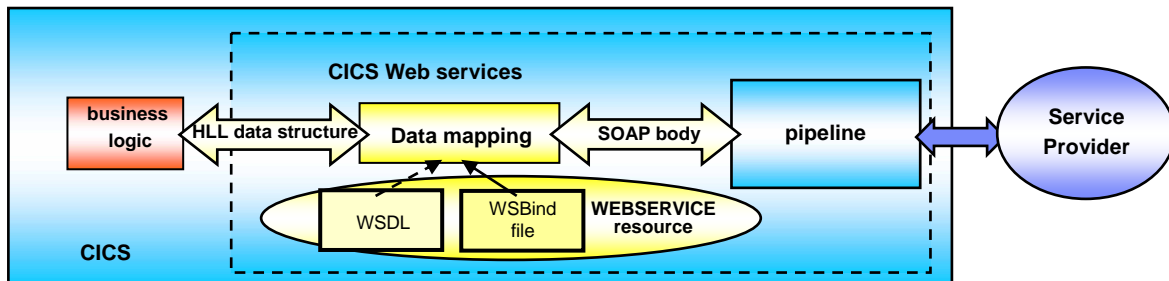 CICS Web services
business
logic
HLL data structure
Data mapping
SOAP body
pipeline
Service
Provider
WSDL
WSBind
file
WEBSERVICE
resource
CICS